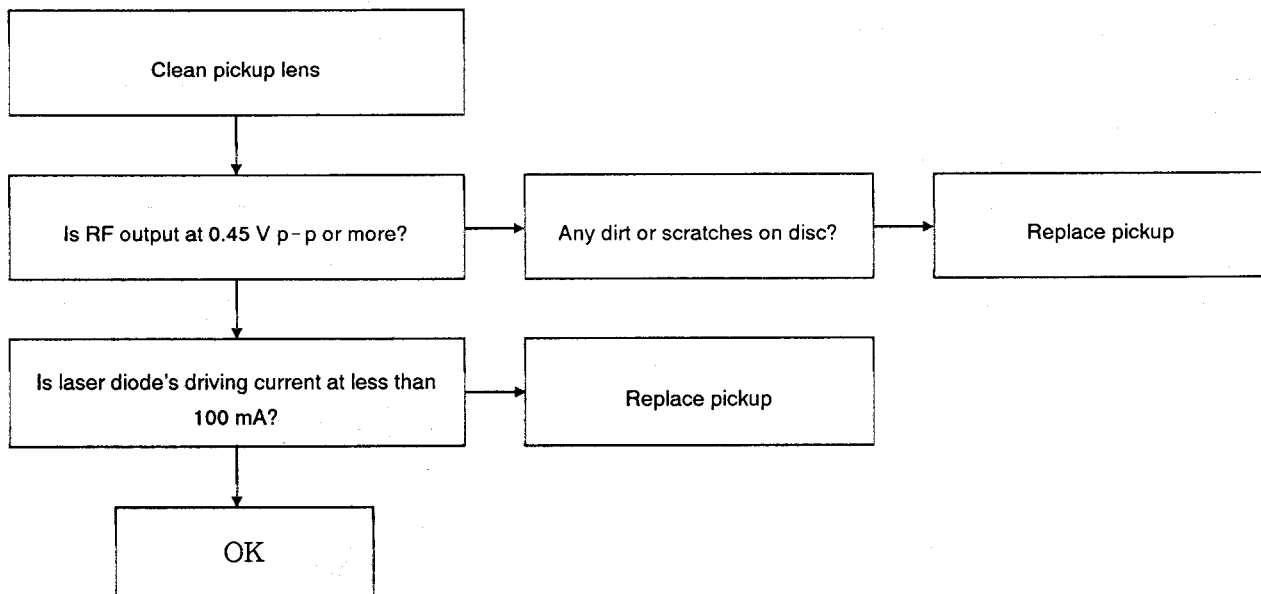 Clean pickup lens
Is RF output at 0.45 V p-p or more?
Any dirt or scratches on disc?
Replace pickup
Is laser diode's driving current at less than
100 mA?
Replace pickup
OK